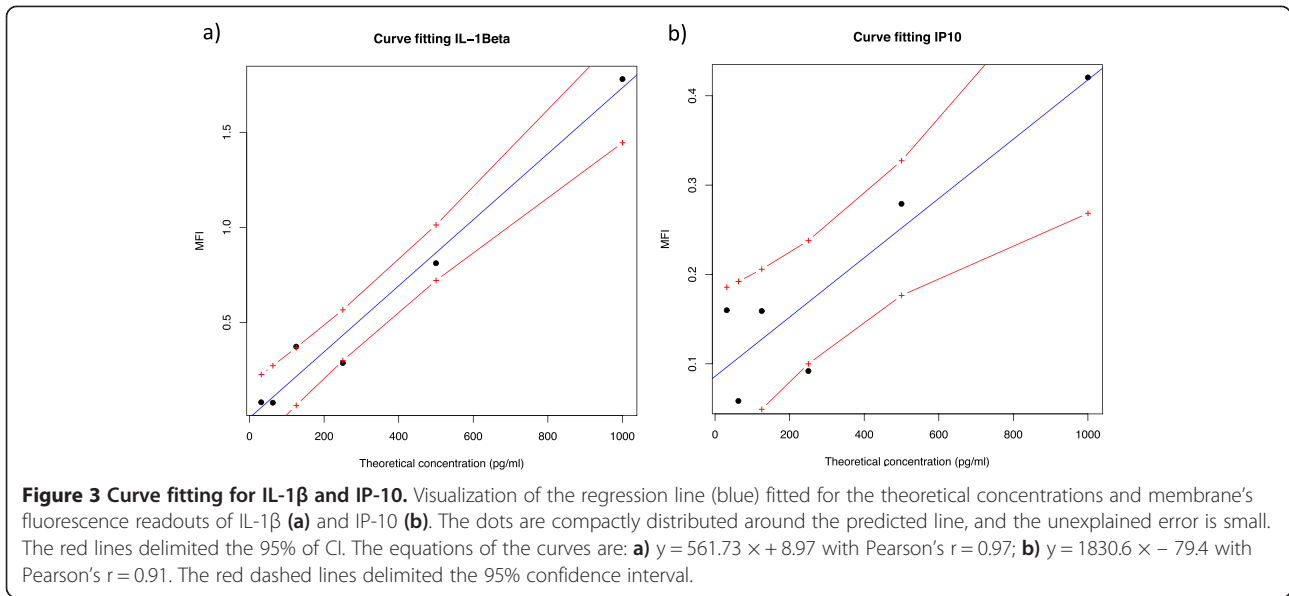 a)
Curve fitting IL−1Beta
MFI
0.5
1.0
1.5
0
200
400
600
800
1000
Theoretical concentration (pg/ml)
b)
Curve fitting IP10
MFI
0.1
0.2
0.3
0.4
0
200
400
600
800
1000
Theoretical concentration (pg/ml)
Figure 3 Curve fitting for IL-1β and IP-10. Visualization of the regression line (blue) fitted for the theoretical concentrations and membrane's
fluorescence readouts of IL-1β (a) and IP-10 (b). The dots are compactly distributed around the predicted line, and the unexplained error is small.
The red lines delimited the 95% of CI. The equations of the curves are: a) y = 561.73 × + 8.97 with Pearson's r = 0.97; b) y = 1830.6 × − 79.4 with
Pearson's r = 0.91. The red dashed lines delimited the 95% confidence interval.